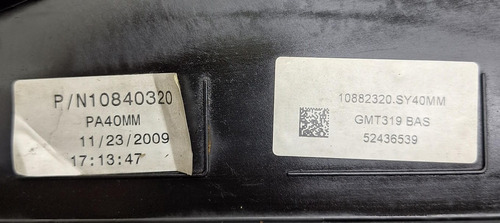 P/N10840320
PA40MM
11/23/2009
17:13:47
10882320.SY40MM
GMT319 BAS
52436539